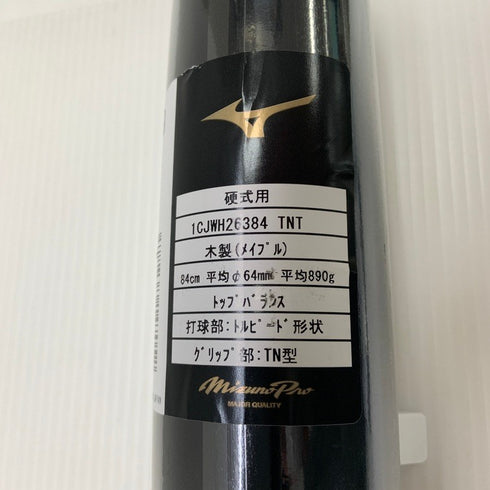 硬式用
1CJWH26384 TNT
木製(ﾒｲﾌﾟﾙ)
84cm 平均φ64mm 平均890g
ﾄｯﾌﾟﾊﾞﾗﾝｽ
打球部:ﾄﾙﾋﾟｰﾄﾞ形状
ｸﾞﾘｯﾌﾟ部:TN型
Mizuno Pro
MAJOR QUALITY